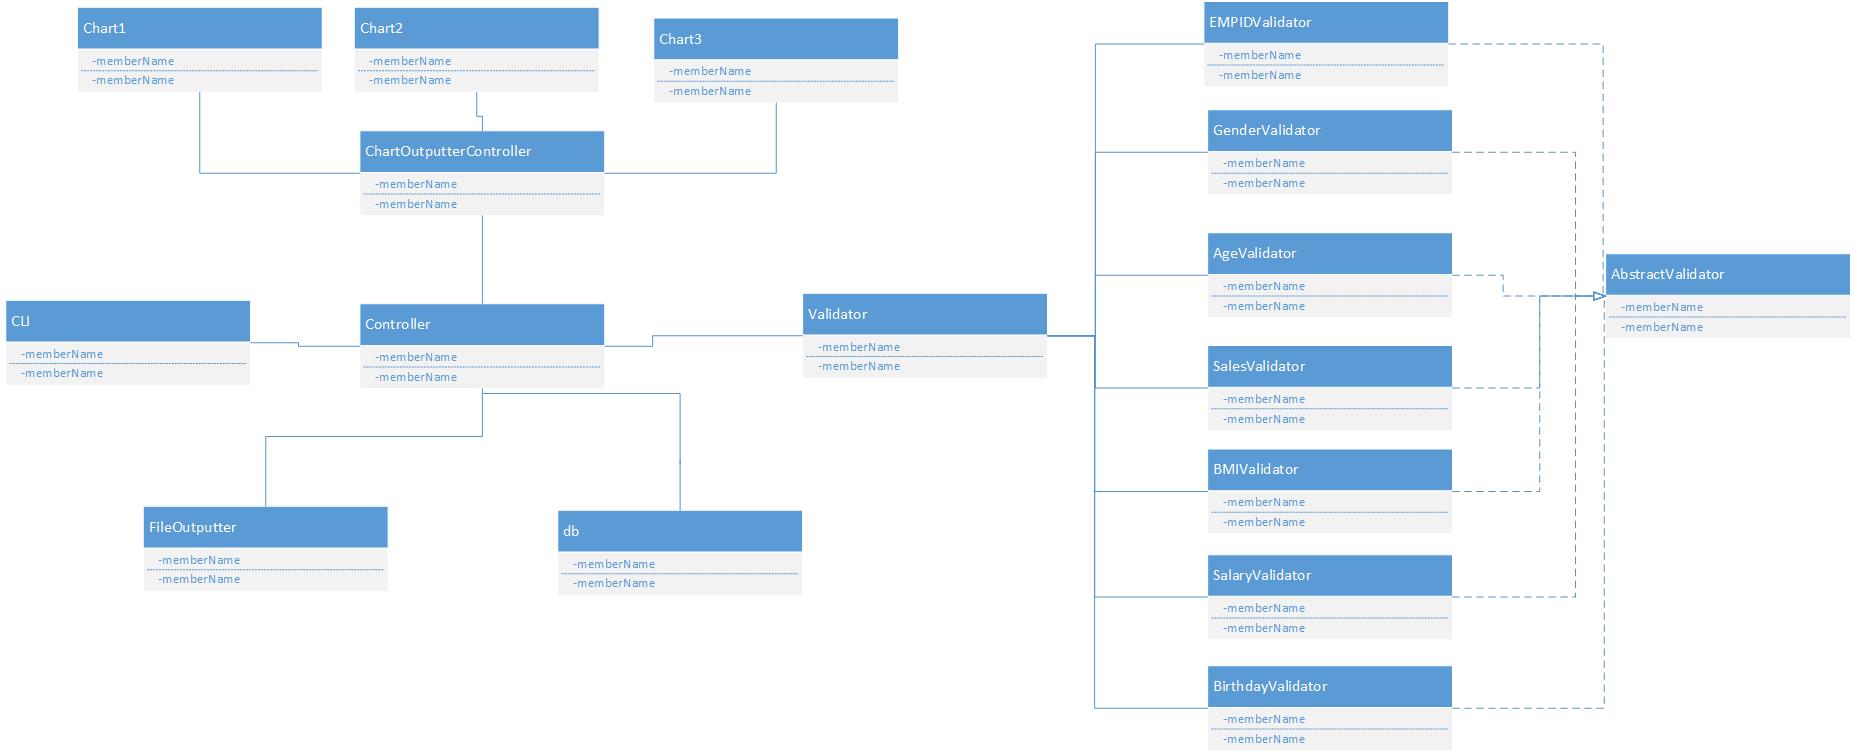 Chart1
-memberName
-memberName
Chart2
-memberName
-memberName
Chart3
-memberName
-memberName
ChartOutputterController
-memberName
-memberName
CLI
-memberName
-memberName
Controller
-memberName
-memberName
Validator
-memberName
-memberName
FileOutputter
-memberName
-memberName
db
-memberName
-memberName
EMPIDValidator
-memberName
-memberName
GenderValidator
-memberName
-memberName
AgeValidator
-memberName
-memberName
SalesValidator
-memberName
-memberName
BMIValidator
-memberName
-memberName
SalaryValidator
-memberName
-memberName
BirthdayValidator
-memberName
-memberName
AbstractValidator
-memberName
-memberName